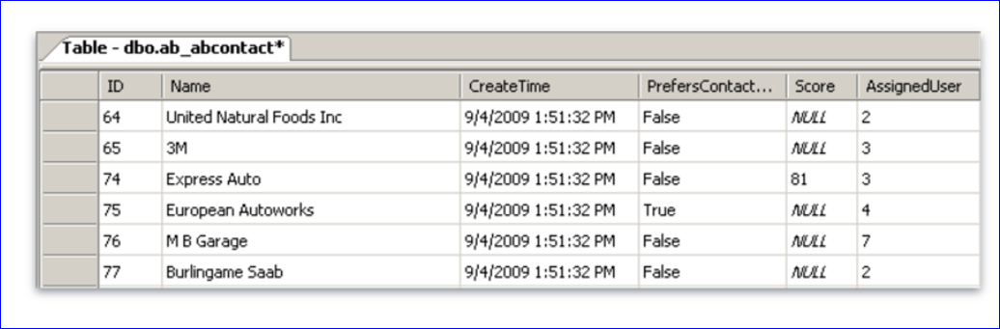 Table - dbo.ab_abcontact*
ID Name CreateTime PrefersContact... Score AssignedUser
64 United Natural Foods Inc 9/4/2009 1:51:32 PM False NULL 2
65 3M 9/4/2009 1:51:32 PM False NULL 3
74 Express Auto 9/4/2009 1:51:32 PM False 81 3
75 European Autoworks 9/4/2009 1:51:32 PM True NULL 4
76 M B Garage 9/4/2009 1:51:32 PM False NULL 7
77 Burlingame Saab 9/4/2009 1:51:32 PM False NULL 2